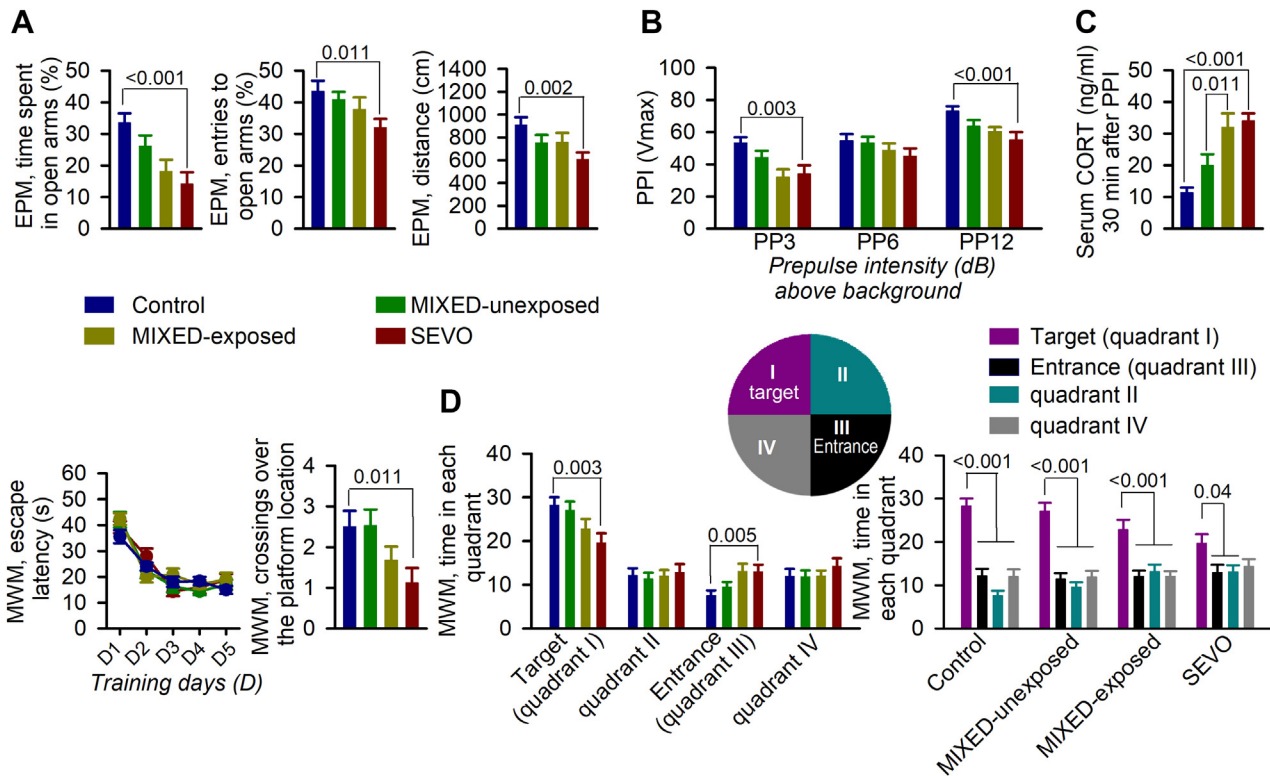 A
EPM, time spent
in open arms (%)
50
40
30
20
10
0
<0.001
EPM, entries to
open arms (%)
50
40
30
20
10
0
0.011
EPM, distance (cm)
1400
1200
1000
800
600
400
200
0
0.002
B
PPI (Vmax)
100
80
60
40
20
0
0.003
<0.001
PP3 PP6 PP12
Prepulse intensity (dB)
above background
C
Serum CORT (ng/ml)
30 min after PPI
50
40
30
20
10
0
<0.001
0.011
Control
MIXED-unexposed
MIXED-exposed
SEVO
MWM, escape
latency (s)
60
50
40
30
20
10
0
D1 D2 D3 D4 D5
Training days (D)
MWM, crossings over
the platform location
4
3
2
1
0
0.011
D
I
target
II
III
Entrance
IV
Target (quadrant I)
Entrance (quadrant III)
quadrant II
quadrant IV
MWM, time in each
quadrant
40
30
20
10
0
0.003
0.005
Target
(quadrant I)
quadrant II
Entrance
(quadrant III)
quadrant IV
MWM, time in
each quadrant
40
30
20
10
0
<0.001
<0.001
<0.001
0.04
Control
MIXED-unexposed
MIXED-exposed
SEVO